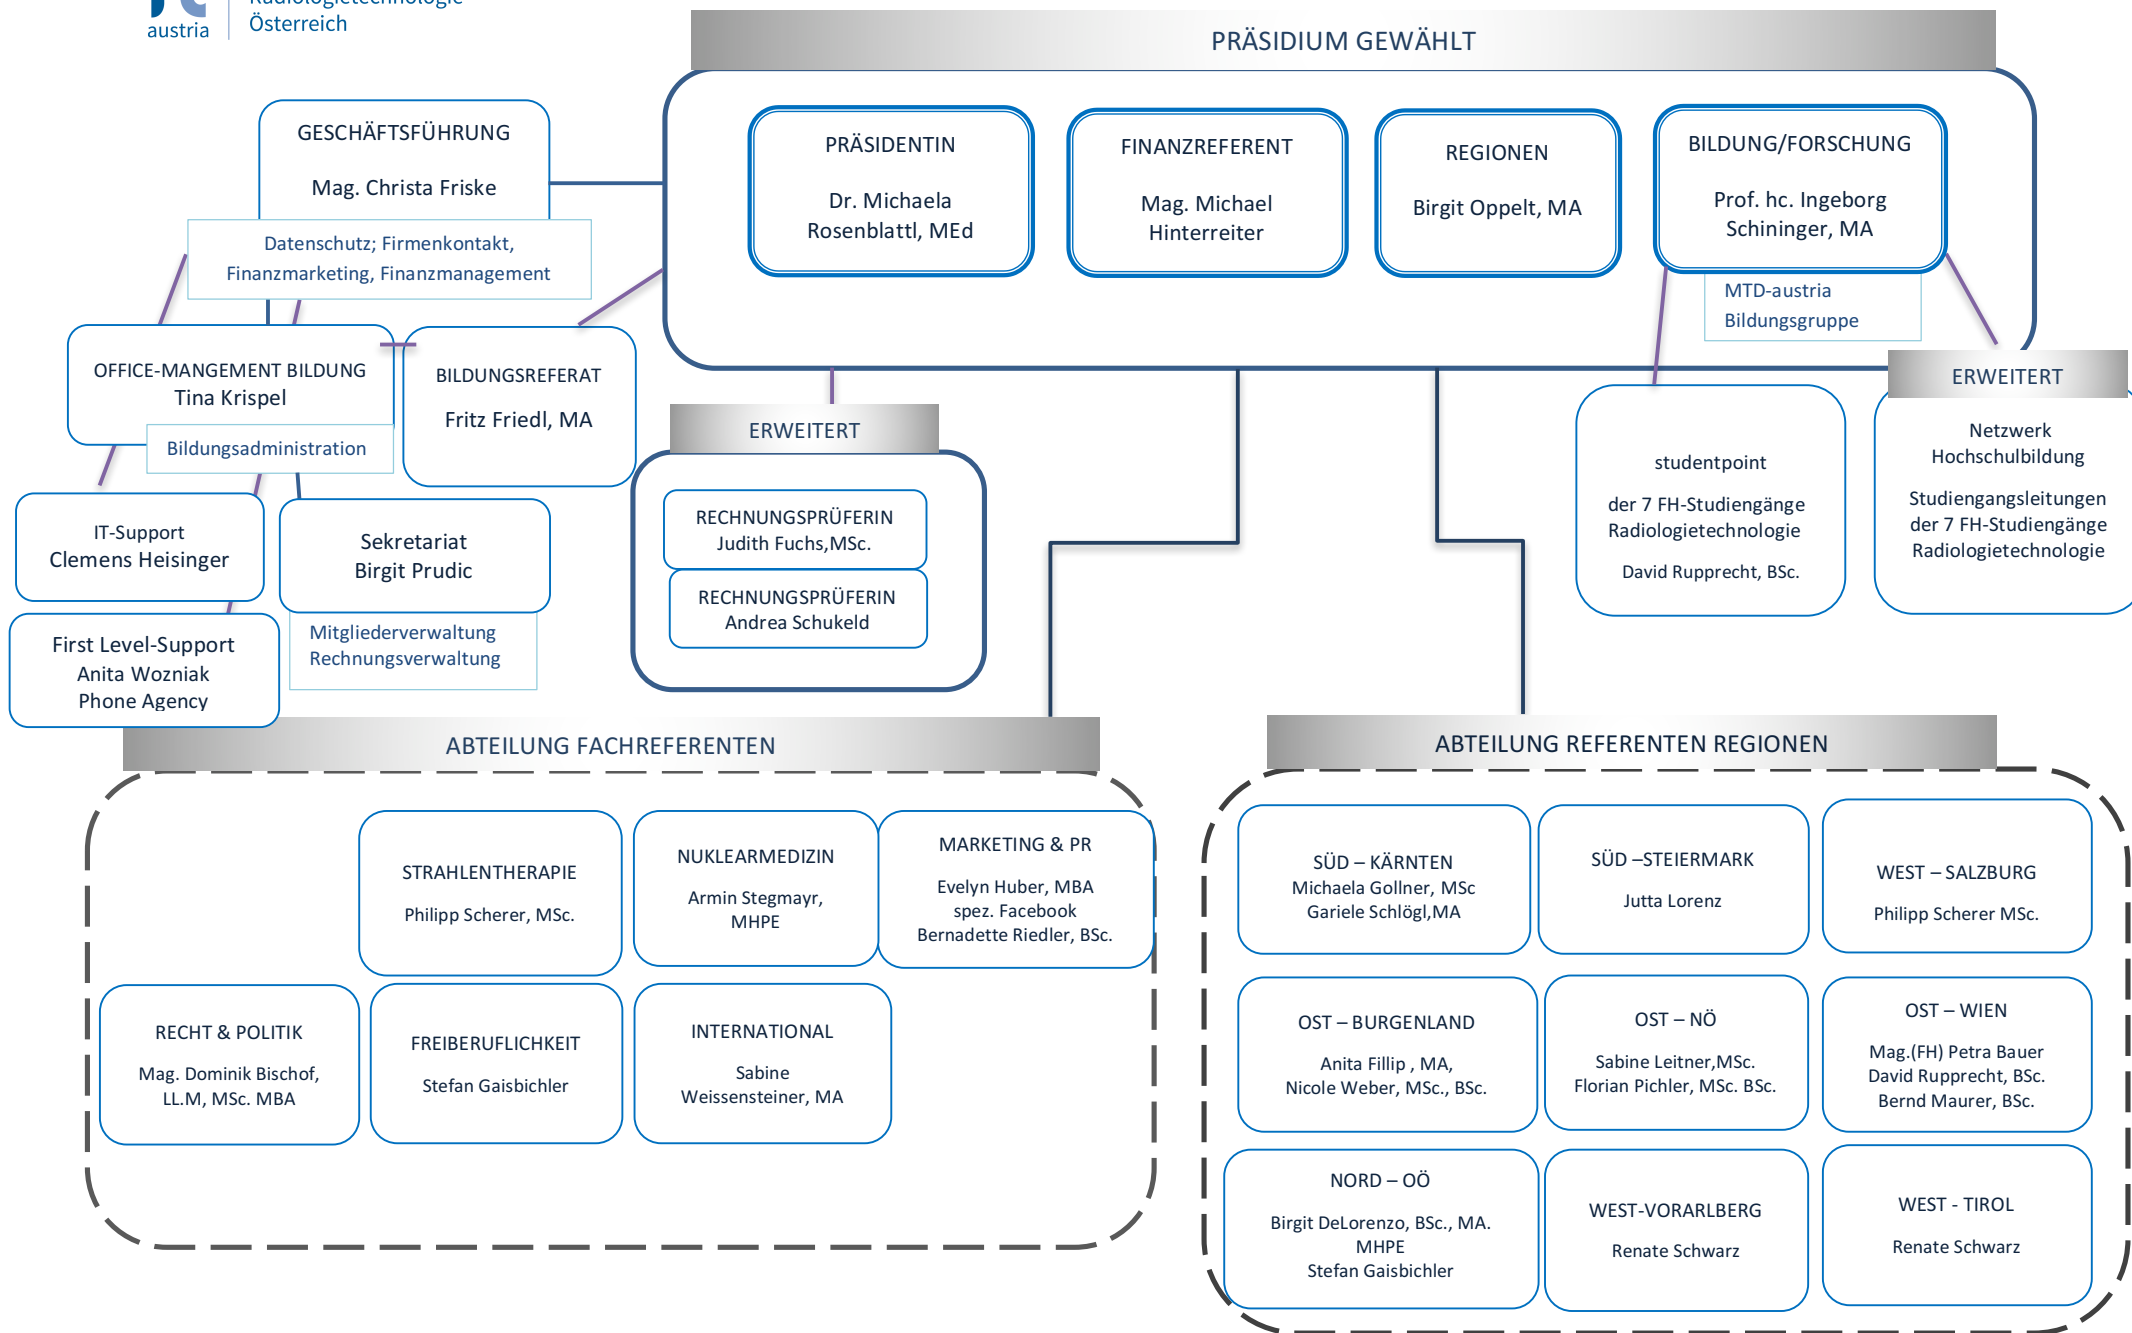 Radiologietechnologie
austria
Österreich
PRÄSIDIUM GEWÄHLT
GESCHÄFTSFÜHRUNG
Mag. Christa Friske
Datenschutz; Firmenkontakt,
Finanzmarketing, Finanzmanagement
PRÄSIDENTIN
Dr. Michaela
Rosenblattl, MEd
FINANZREFERENT
Mag. Michael
Hinterreiter
REGIONEN
Birgit Oppelt, MA
BILDUNG/FORSCHUNG
Prof. hc. Ingeborg
Schininger, MA
MTD-austria
Bildungsgruppe
OFFICE-MANGEMENT BILDUNG
Tina Krispel
Bildungsadministration
BILDUNGSREFERAT
Fritz Friedl, MA
ERWEITERT
RECHNUNGSPRÜFERIN
Judith Fuchs,MSc.
RECHNUNGSPRÜFERIN
Andrea Schukeld
studentpoint
der 7 FH-Studiengänge
Radiologietechnologie
David Rupprecht, BSc.
ERWEITERT
Netzwerk
Hochschulbildung
Studiengangsleitungen
der 7 FH-Studiengänge
Radiologietechnologie
IT-Support
Clemens Heisinger
Sekretariat
Birgit Prudic
Mitgliederverwaltung
Rechnungsverwaltung
First Level-Support
Anita Wozniak
Phone Agency
ABTEILUNG FACHREFERENTEN
STRAHLENTHERAPIE
Philipp Scherer, MSc.
NUKLEARMEDIZIN
Armin Stegmayr,
MHPE
MARKETING & PR
Evelyn Huber, MBA
spez. Facebook
Bernadette Riedler, BSc.
RECHT & POLITIK
Mag. Dominik Bischof,
LL.M, MSc. MBA
FREIBERUFLICHKEIT
Stefan Gaisbichler
INTERNATIONAL
Sabine
Weissensteiner, MA
ABTEILUNG REFERENTEN REGIONEN
SÜD – KÄRNTEN
Michaela Gollner, MSc
Gariele Schlögl,MA
SÜD –STEIERMARK
Jutta Lorenz
WEST – SALZBURG
Philipp Scherer MSc.
OST – BURGENLAND
Anita Fillip , MA,
Nicole Weber, MSc., BSc.
OST – NÖ
Sabine Leitner,MSc.
Florian Pichler, MSc. BSc.
OST – WIEN
Mag.(FH) Petra Bauer
David Rupprecht, BSc.
Bernd Maurer, BSc.
NORD – OÖ
Birgit DeLorenzo, BSc., MA.
MHPE
Stefan Gaisbichler
WEST-VORARLBERG
Renate Schwarz
WEST - TIROL
Renate Schwarz